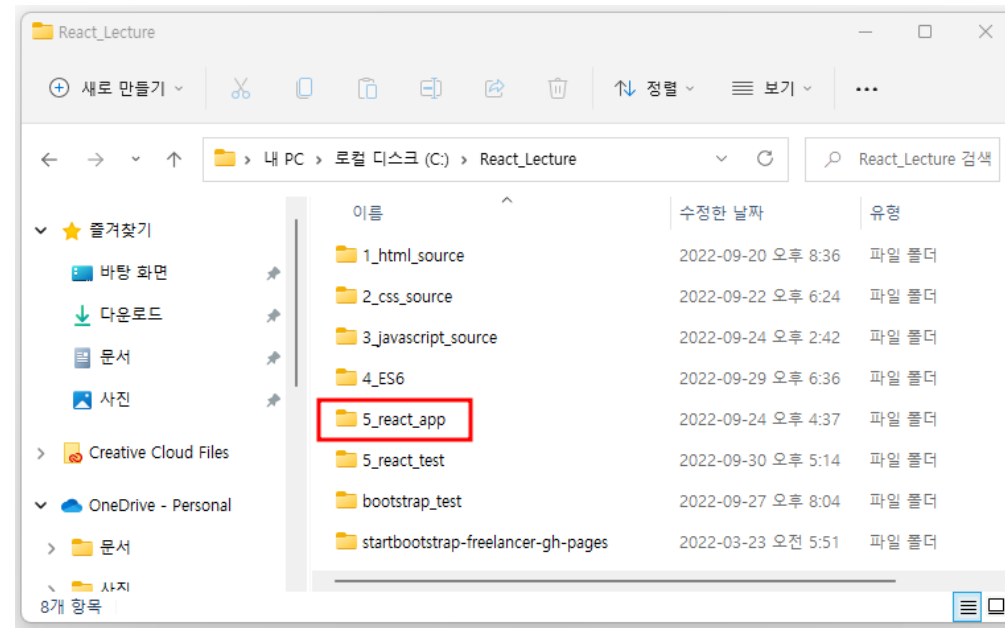 React_Lecture
새로 만들기
정렬
보기
내 PC > 로컬 디스크 (C:) > React_Lecture
React_Lecture 검색
이름 수정한 날짜 유형
즐겨찾기
바탕 화면
다운로드
문서
사진
Creative Cloud Files
OneDrive - Personal
문서
사진
1_html_source 2022-09-20 오후 8:36 파일 폴더
2_css_source 2022-09-22 오후 6:24 파일 폴더
3_javascript_source 2022-09-24 오후 2:42 파일 폴더
4_ES6 2022-09-29 오후 6:36 파일 폴더
5_react_app 2022-09-24 오후 4:37 파일 폴더
5_react_test 2022-09-30 오후 5:14 파일 폴더
bootstrap_test 2022-09-27 오후 8:04 파일 폴더
startbootstrap-freelancer-gh-pages 2022-03-23 오전 5:51 파일 폴더
8개 항목